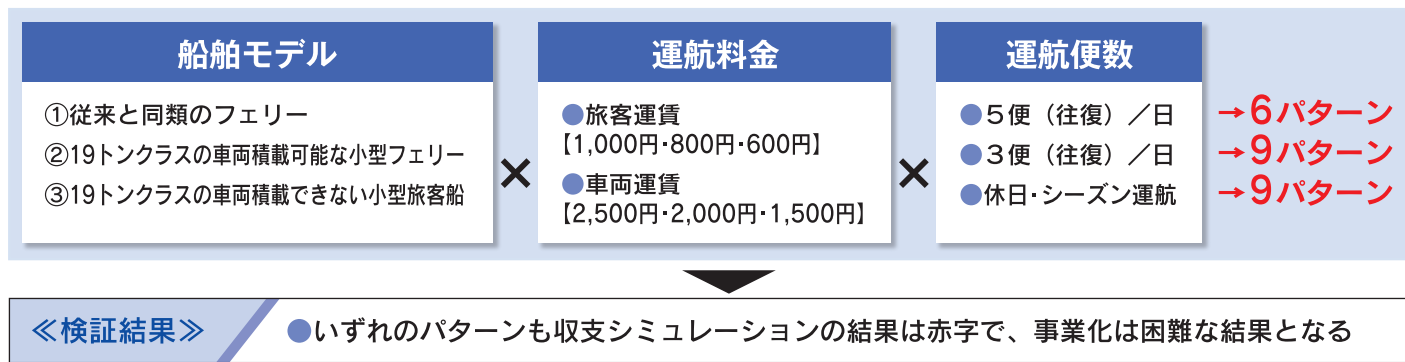 船舶モデル
①従来と同類のフェリー
②19トンクラスの車両積載可能な小型フェリー
③19トンクラスの車両積載できない小型旅客船
×
運航料金
●旅客運賃
【1,000円･800円･600円】
●車両運賃
【2,500円･2,000円･1,500円】
×
運航便数
●5便（往復）／日
●3便（往復）／日
●休日･シーズン運航
→6パターン
→9パターン
→9パターン
≪検証結果≫
●いずれのパターンも収支シミュレーションの結果は赤字で、事業化は困難な結果となる